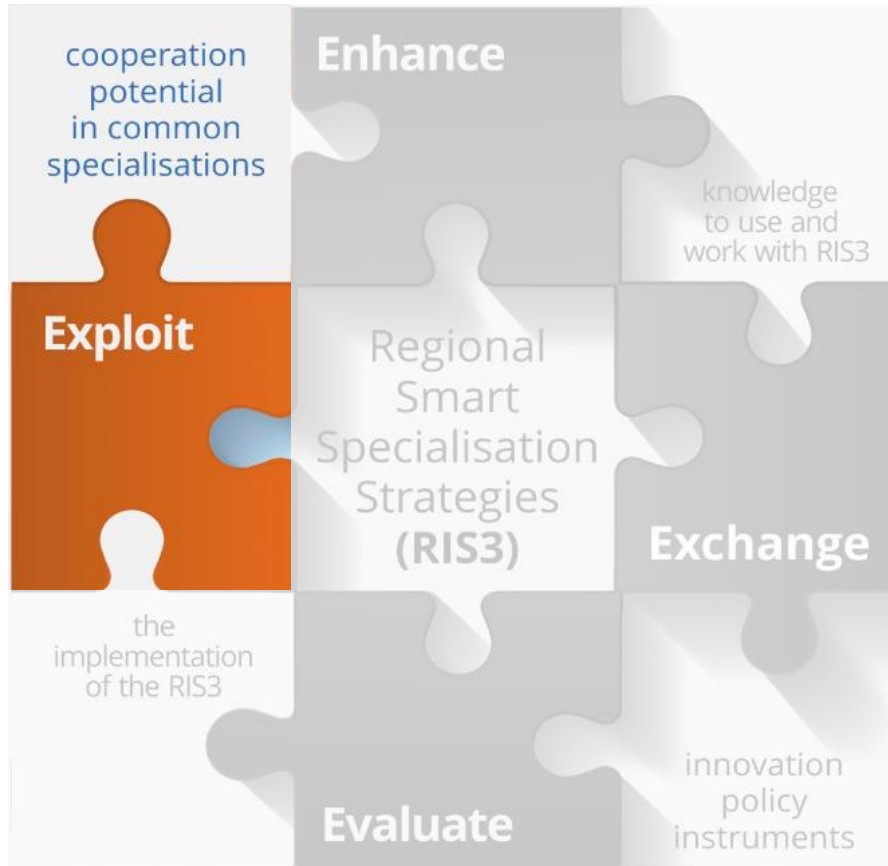 cooperation
potential
in common
specialisations
Enhance
knowledge
to use and
work with RIS3
Exploit
Regional
Smart
Specialisation
Strategies
(RIS3)
Exchange
the
implementation
of the RIS3
Evaluate
innovation
policy
instruments